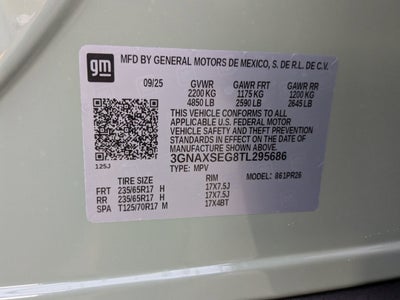 gm
MFD BY GENERAL MOTORS DE MEXICO, S. DE R.L. DE C.V.
09/25 GVWR GAWR FRT GAWR RR
2200 KG 1175 KG 1200 KG
4850 LB 2590 LB 2645 LB
THIS VEHICLE CONFORMS TO ALL
APPLICABLE U.S. FEDERAL MOTOR
VEHICLE SAFETY, BUMPER, AND THEFT
PREVENTION STANDARDS IN EFFECT ON
THE DATE OF MANUFACTURE SHOWN ABOVE.
3GNAXSEG8TL295686
125J TYPE: MPV MODEL: 861PR26
TIRE SIZE RIM
FRT 235/65R17 H 17X7.5J
RR 235/65R17 H 17X7.5J
SPA T125/70R17 M 17X4BT